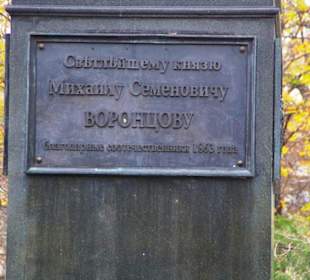 Свѣтлѣйшему князю
Михаилу Семеновичу
ВОРОНЦОВУ
благодарные соотечественники 1863 года